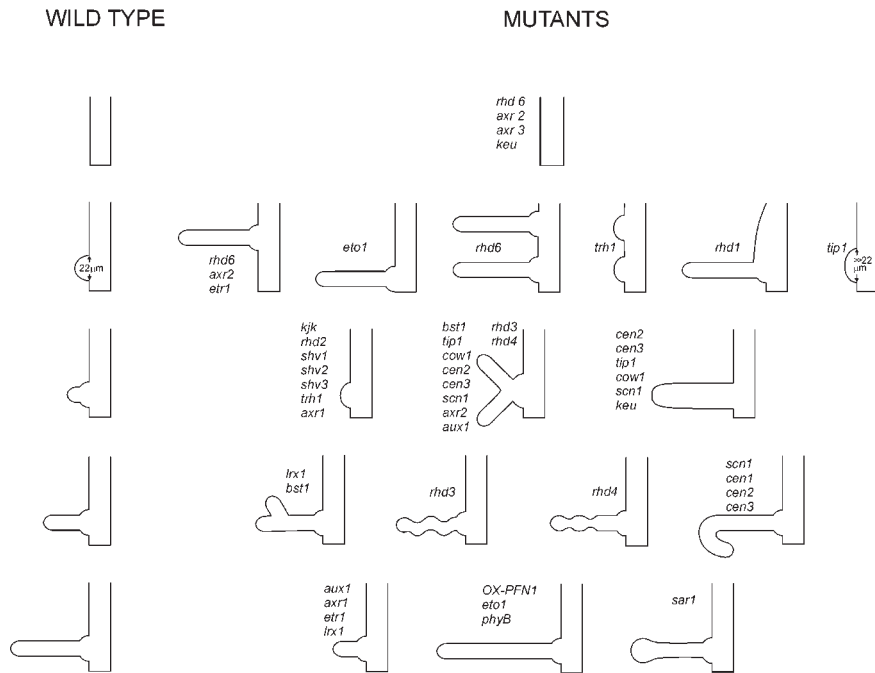 WILD TYPE
MUTANTS
rhd 6
axr 2
axr 3
keu
22μm
rhd6
axr2
etr1
eto1
rhd6
trh1
rhd1
tip1
>>22
μm
kjk
rhd2
shv1
shv2
shv3
trh1
axr1
bst1
tip1
cow1
cen2
cen3
scn1
axr2
aux1
rhd3
rhd4
cen2
cen3
tip1
cow1
scn1
keu
lrx1
bst1
rhd3
rhd4
scn1
cen1
cen2
cen3
aux1
axr1
etr1
lrx1
OX-PFN1
eto1
phyB
sar1